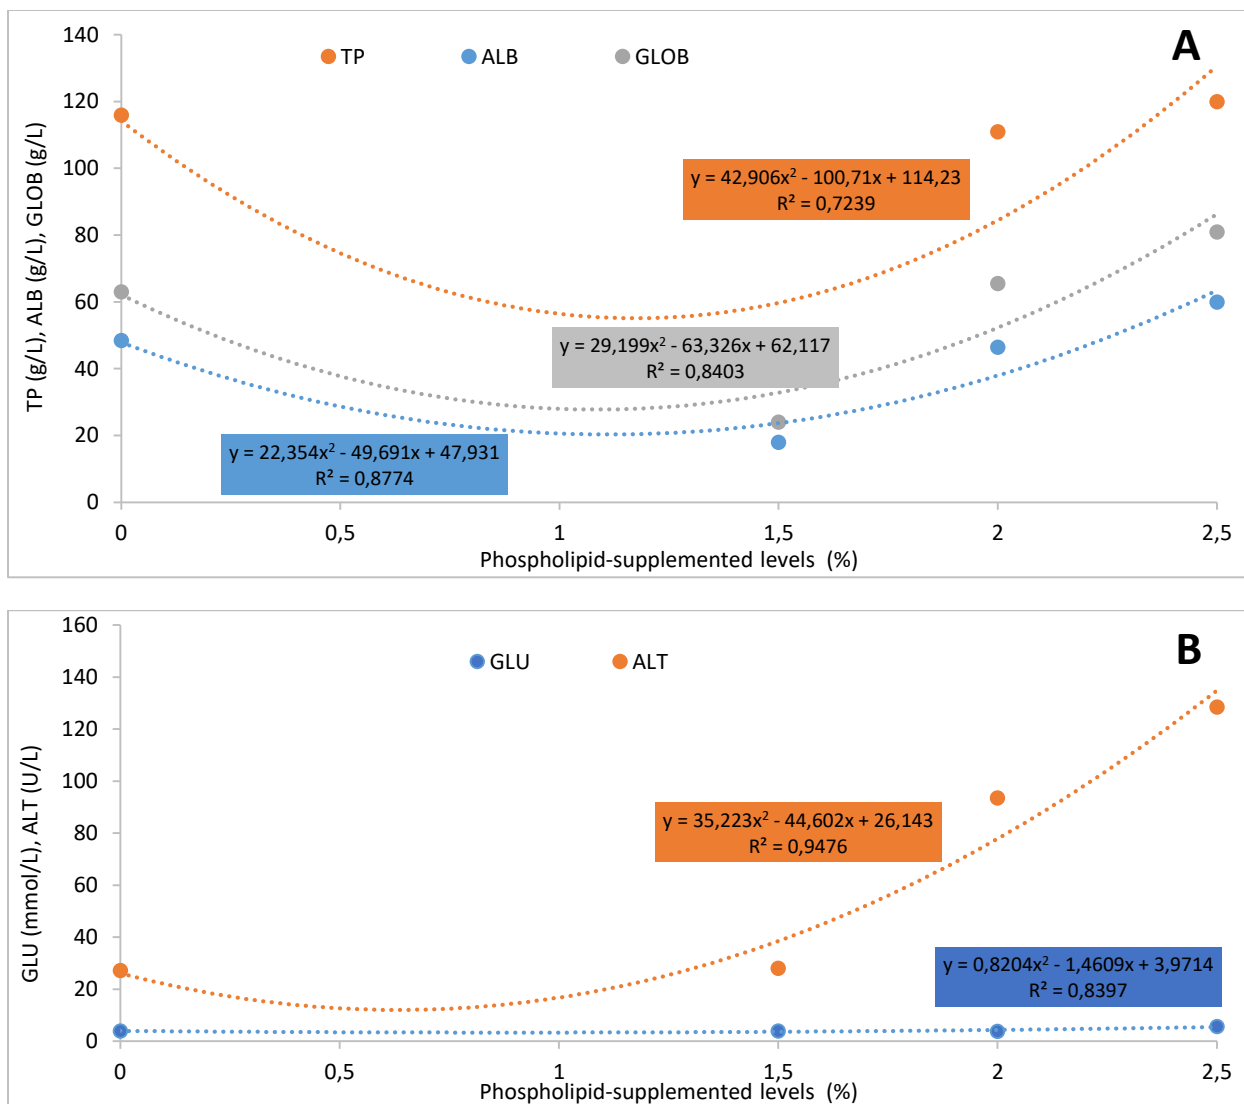 A
TP ALB GLOB
TP (g/L), ALB (g/L), GLOB (g/L)
140
120
100
80
60
40
20
0
y = 42,906x² - 100,71x + 114,23
R² = 0,7239
y = 29,199x² - 63,326x + 62,117
R² = 0,8403
y = 22,354x² - 49,691x + 47,931
R² = 0,8774
0 0,5 1 1,5 2 2,5
Phospholipid-supplemented levels (%)
B
GLU ALT
GLU (mmol/L), ALT (U/L)
160
140
120
100
80
60
40
20
0
y = 35,223x² - 44,602x + 26,143
R² = 0,9476
y = 0,8204x² - 1,4609x + 3,9714
R² = 0,8397
0 0,5 1 1,5 2 2,5
Phospholipid-supplemented levels (%)